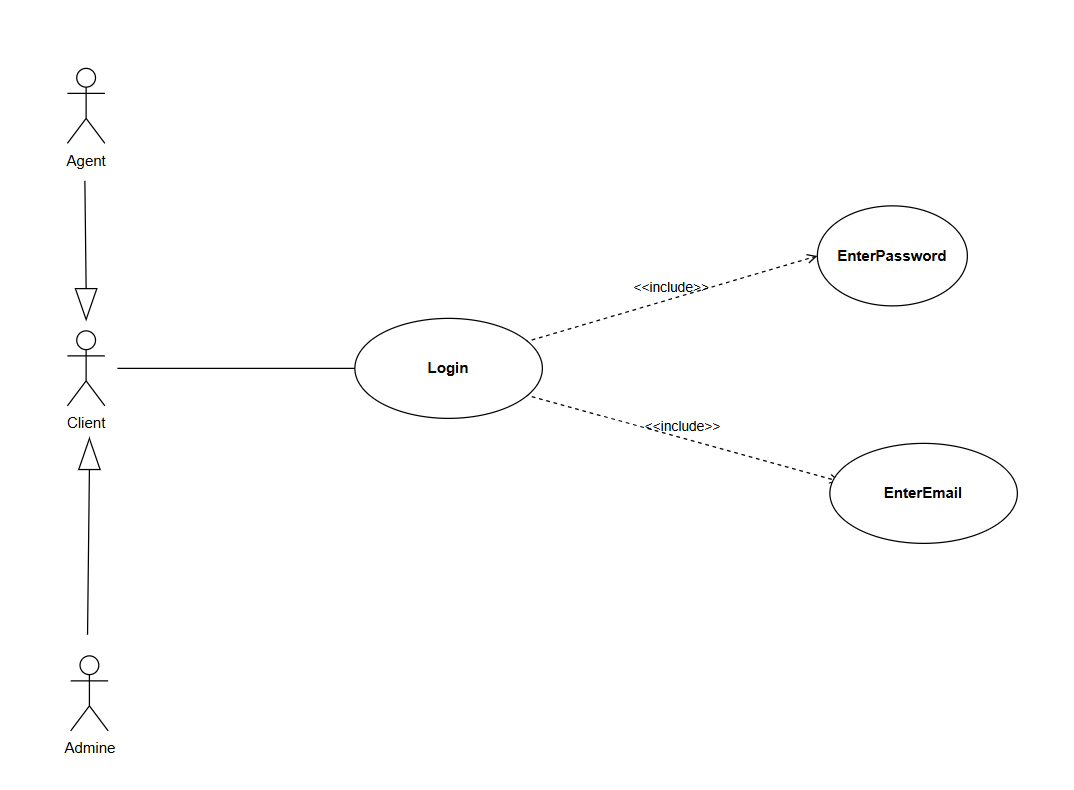 Agent
EnterPassword
<<include>>
Login
Client
<<include>>
EnterEmail
Admine